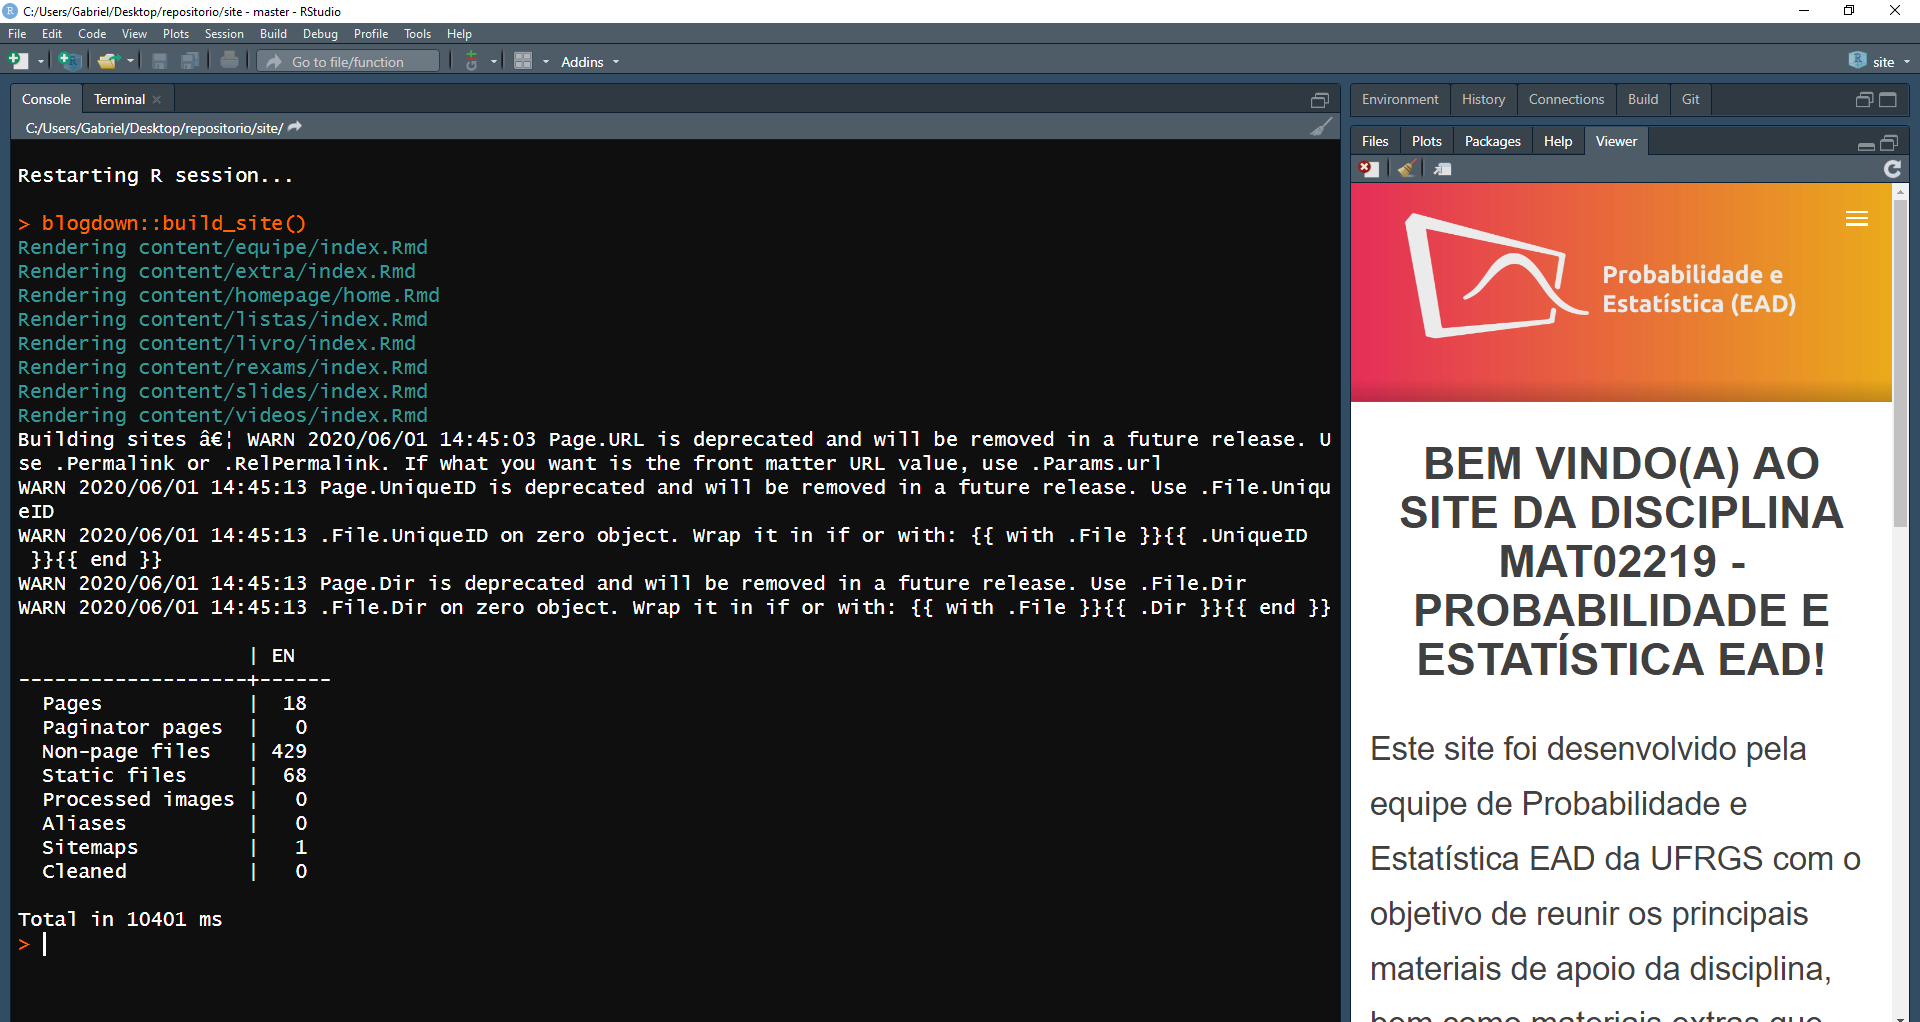 C:/Users/Gabriel/Desktop/repositorio/site - master - RStudio
File Edit Code View Plots Session Build Debug Profile Tools Help
Go to file/function Addins site
Console Terminal
C:/Users/Gabriel/Desktop/repositorio/site/
Restarting R session...
> blogdown::build_site()
Rendering content/equipe/index.Rmd
Rendering content/extra/index.Rmd
Rendering content/homepage/home.Rmd
Rendering content/listas/index.Rmd
Rendering content/livro/index.Rmd
Rendering content/rexams/index.Rmd
Rendering content/slides/index.Rmd
Rendering content/videos/index.Rmd
Building sites â€¦ WARN 2020/06/01 14:45:03 Page.URL is deprecated and will be removed in a future release. U
se .Permalink or .RelPermalink. If what you want is the front matter URL value, use .Params.url
WARN 2020/06/01 14:45:13 Page.UniqueID is deprecated and will be removed in a future release. Use .File.Uniqu
eID
WARN 2020/06/01 14:45:13 .File.UniqueID on zero object. Wrap it in if or with: {{ with .File }}{{ .UniqueID
 }}{{ end }}
WARN 2020/06/01 14:45:13 Page.Dir is deprecated and will be removed in a future release. Use .File.Dir
WARN 2020/06/01 14:45:13 .File.Dir on zero object. Wrap it in if or with: {{ with .File }}{{ .Dir }}{{ end }}
                   | EN
-------------------+------
  Pages            |  18
  Paginator pages  |   0
  Non-page files   | 429
  Static files     |  68
  Processed images |   0
  Aliases          |   0
  Sitemaps         |   1
  Cleaned          |   0
Total in 10401 ms
>
Environment History Connections Build Git
Files Plots Packages Help Viewer
Probabilidade e
Estatística (EAD)
BEM VINDO(A) AO
SITE DA DISCIPLINA
MAT02219 -
PROBABILIDADE E
ESTATÍSTICA EAD!
Este site foi desenvolvido pela
equipe de Probabilidade e
Estatística EAD da UFRGS com o
objetivo de reunir os principais
materiais de apoio da disciplina,
bem como materiais extras que